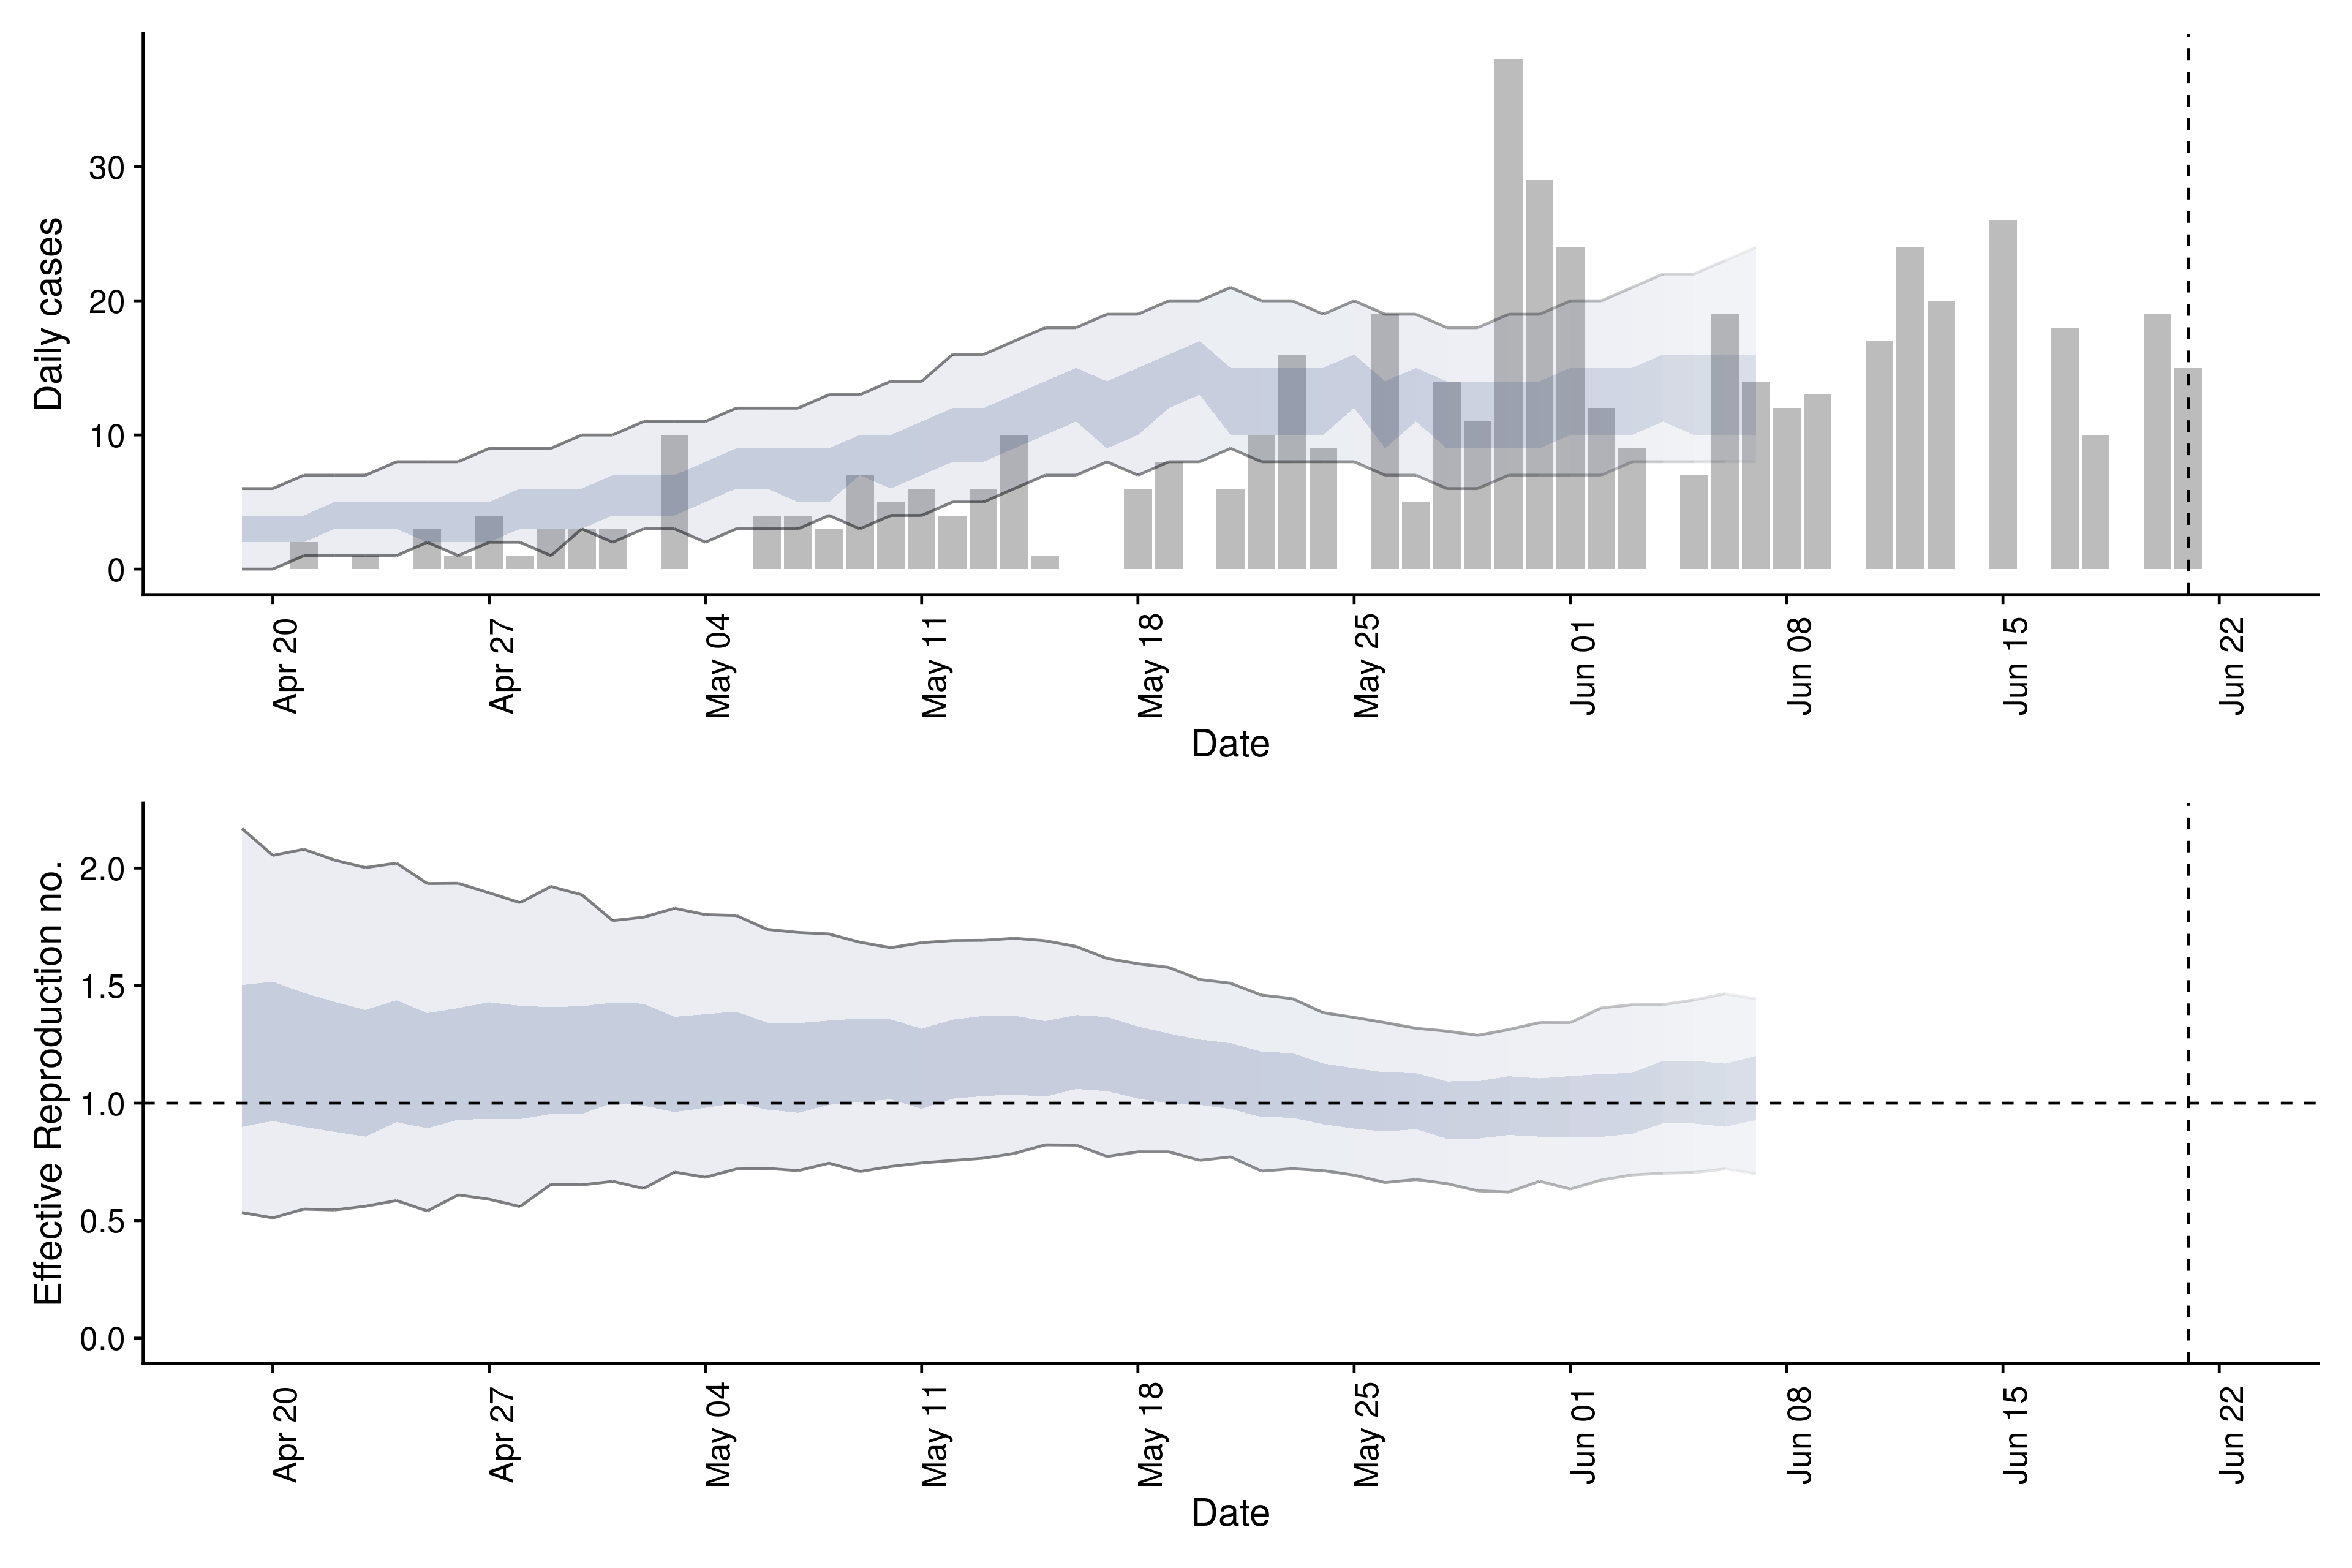 Daily cases
30
20
10
0
Apr 20
Apr 27
May 04
May 11
May 18
May 25
Jun 01
Jun 08
Jun 15
Jun 22
Date
Effective Reproduction no.
2.0
1.5
1.0
0.5
0.0
Apr 20
Apr 27
May 04
May 11
May 18
May 25
Jun 01
Jun 08
Jun 15
Jun 22
Date